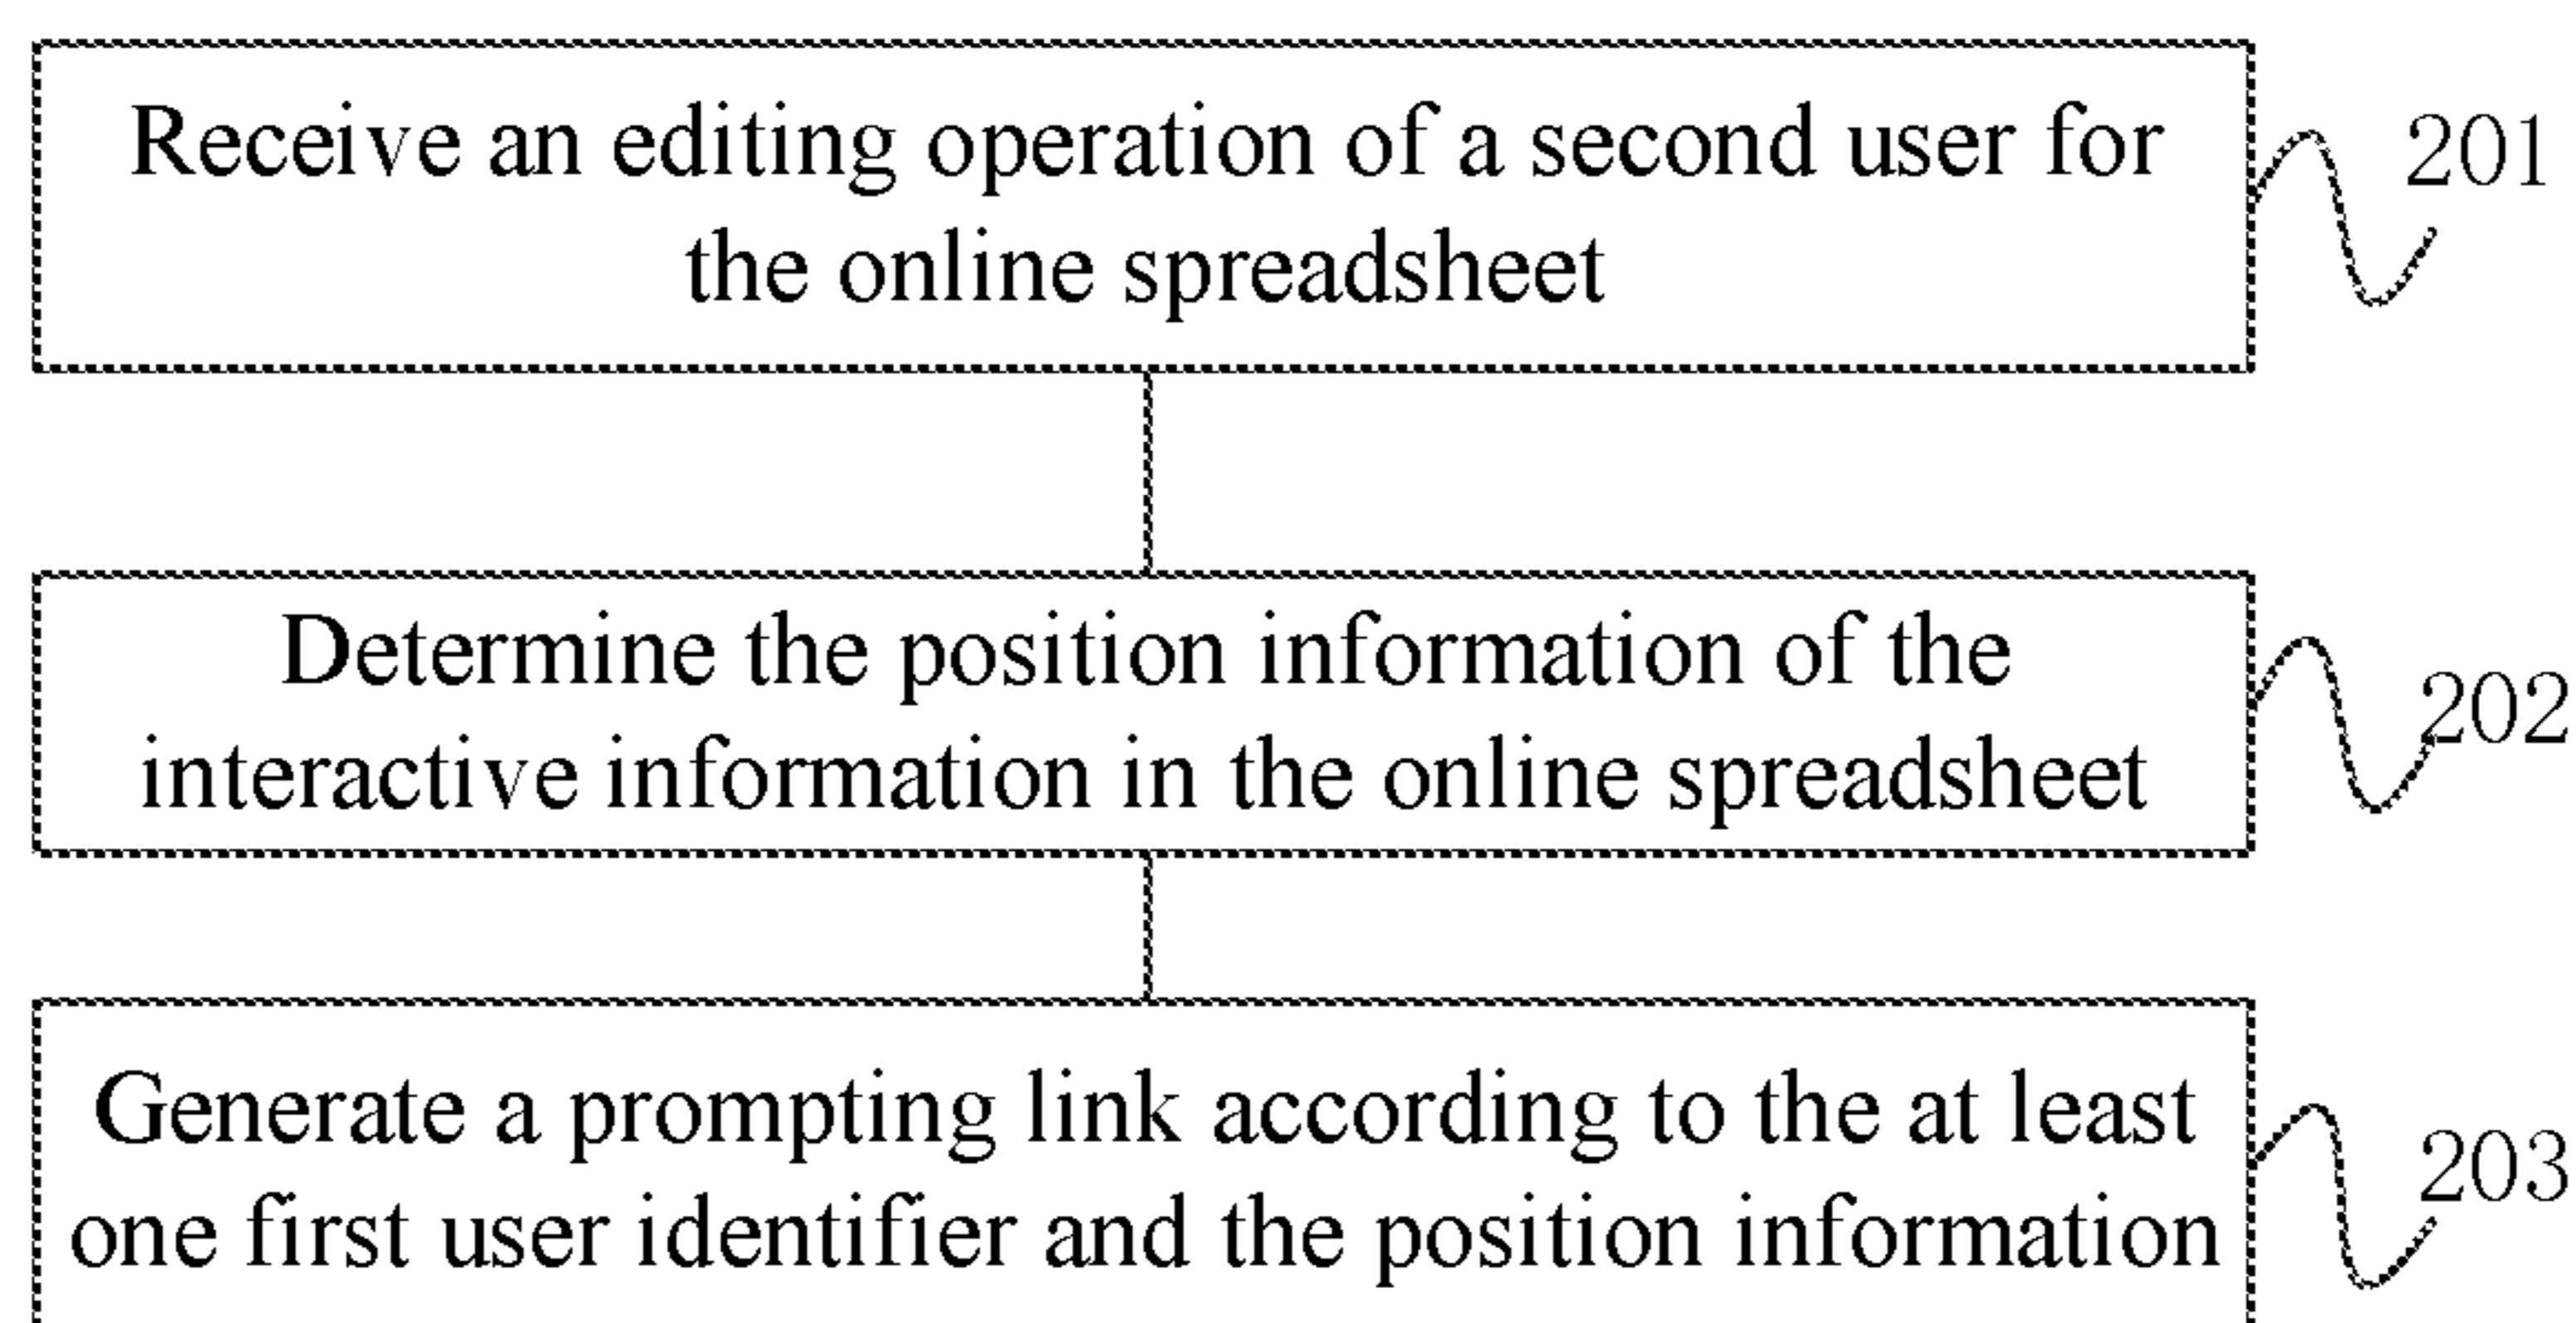 Receive an editing operation of a second user for
the online spreadsheet
201
Determine the position information of the
interactive information in the online spreadsheet
202
Generate a prompting link according to the at least
one first user identifier and the position information
203